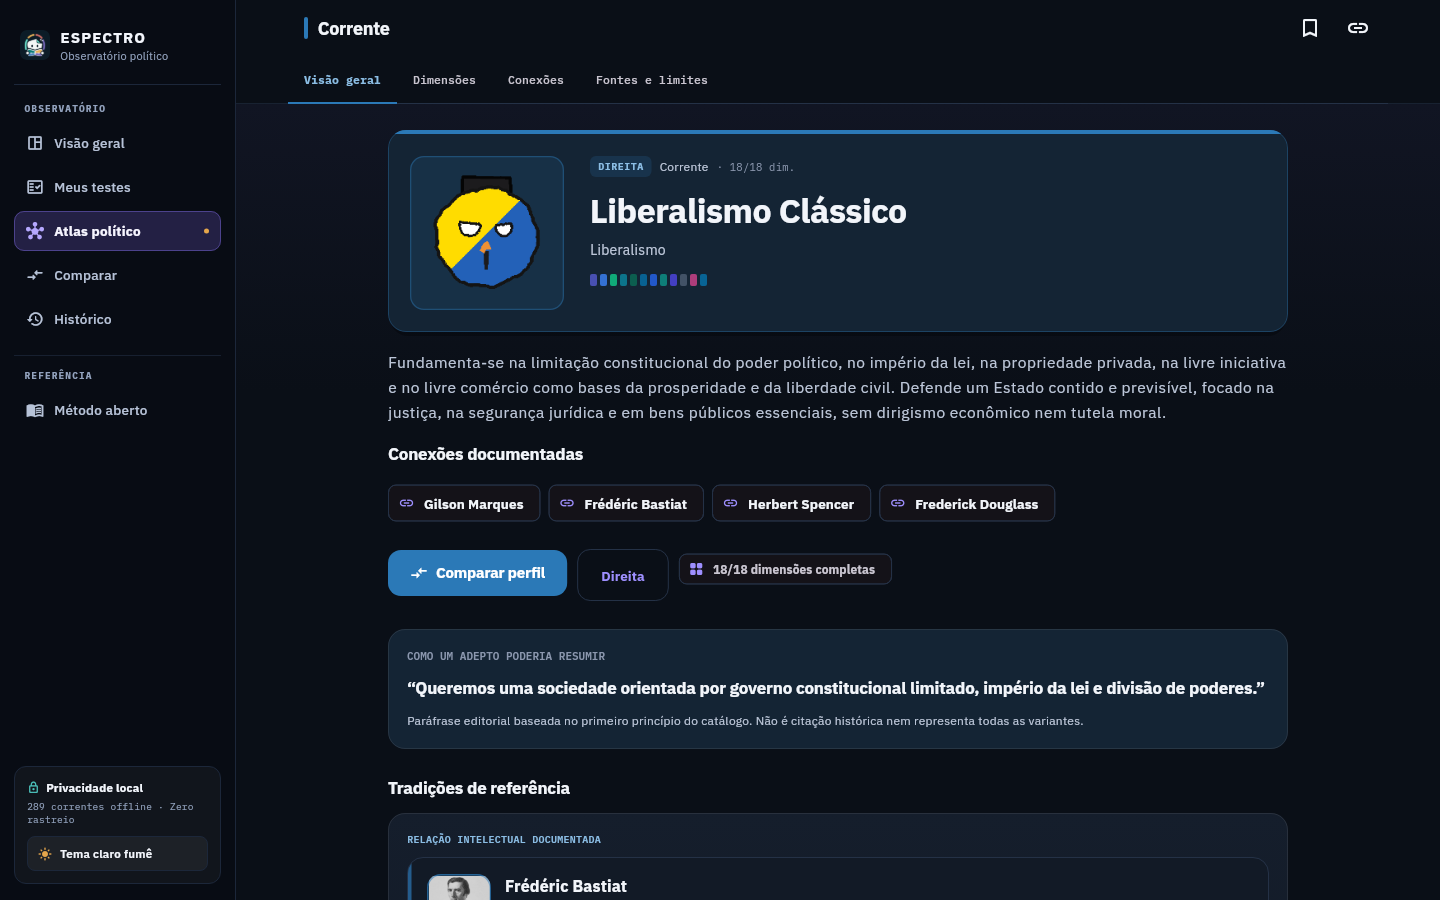 ESPECTRO
Observatório político
OBSERVATÓRIO
Visão geral
Meus testes
Atlas político
Comparar
Histórico
REFERÊNCIA
Método aberto
Privacidade local
289 correntes offline · Zero
rastreio
Tema claro fumê
Corrente
Visão geral
Dimensões
Conexões
Fontes e limites
DIREITA Corrente · 18/18 dim.
Liberalismo Clássico
Liberalismo
Fundamenta-se na limitação constitucional do poder político, no império da lei, na propriedade privada, na livre iniciativa
e no livre comércio como bases da prosperidade e da liberdade civil. Defende um Estado contido e previsível, focado na
justiça, na segurança jurídica e em bens públicos essenciais, sem dirigismo econômico nem tutela moral.
Conexões documentadas
Gilson Marques
Frédéric Bastiat
Herbert Spencer
Frederick Douglass
Comparar perfil
Direita
18/18 dimensões completas
COMO UM ADEPTO PODERIA RESUMIR
“Queremos uma sociedade orientada por governo constitucional limitado, império da lei e divisão de poderes.”
Paráfrase editorial baseada no primeiro princípio do catálogo. Não é citação histórica nem representa todas as variantes.
Tradições de referência
RELAÇÃO INTELECTUAL DOCUMENTADA
Frédéric Bastiat